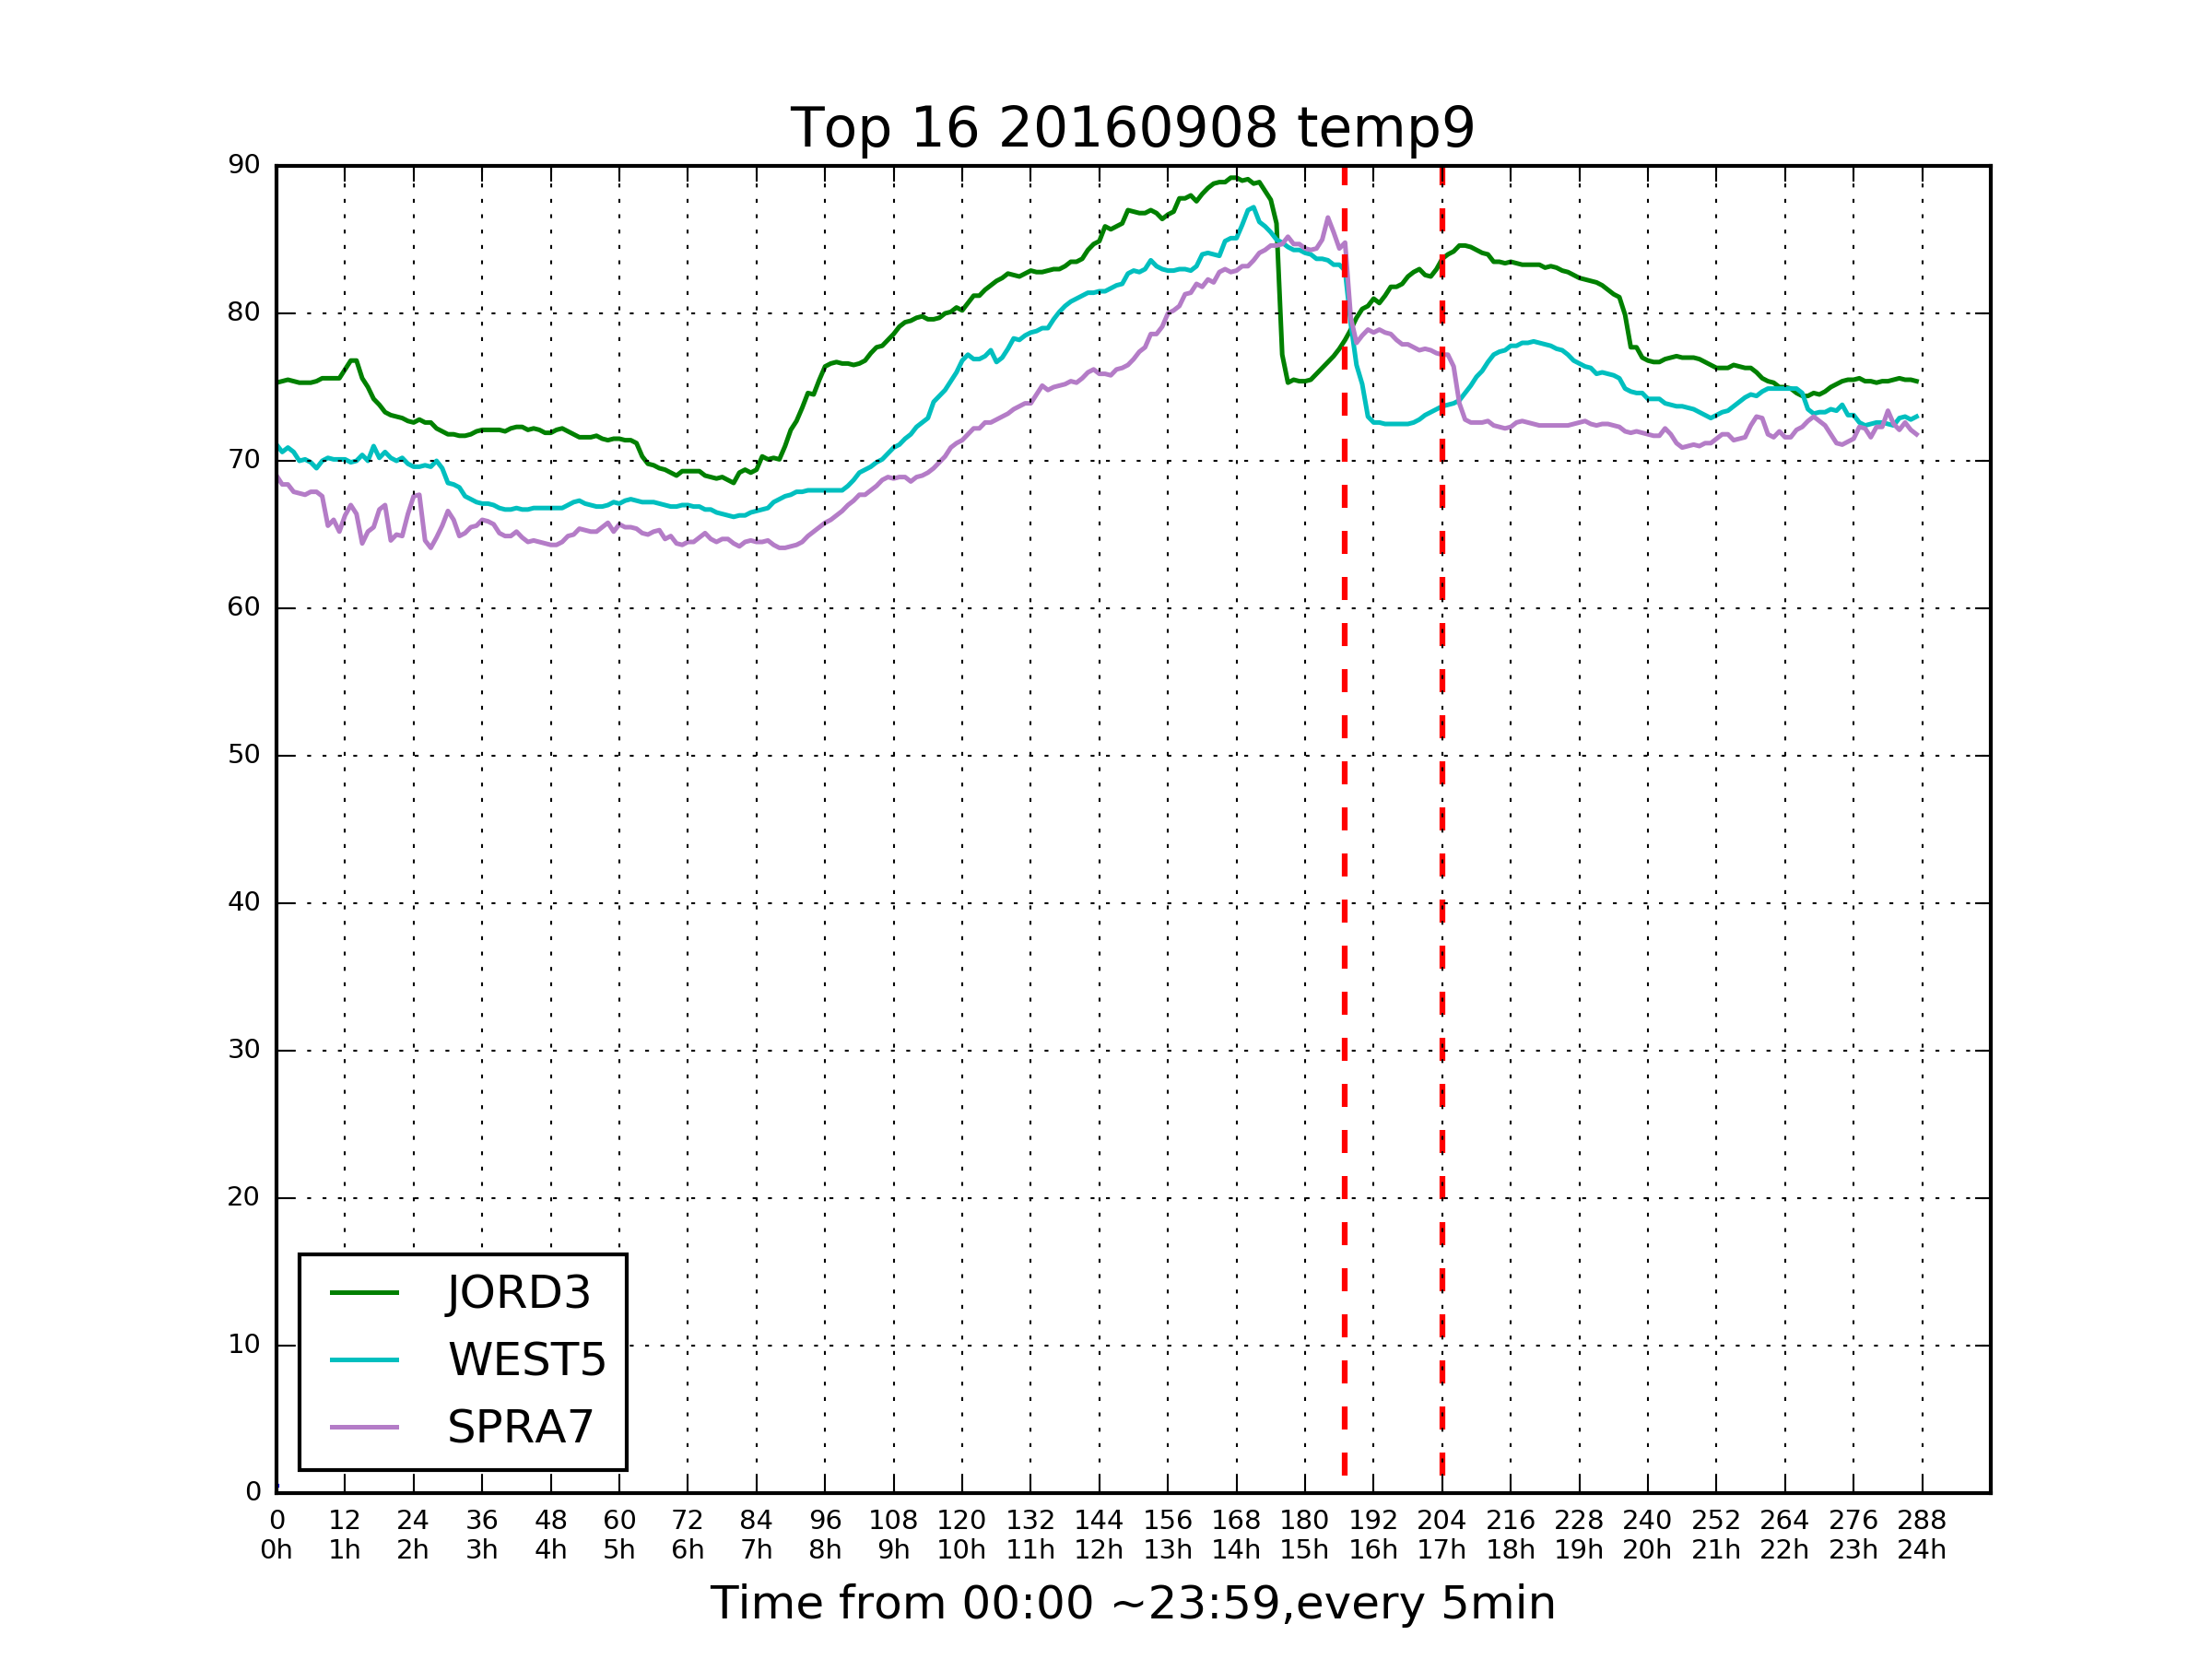 Top 16 20160908 temp9
90
80
70
60
50
40
30
20
10
0
JORD3
WEST5
SPRA7
0 12 24 36 48 60 72 84 96 108 120 132 144 156 168 180 192 204 216 228 240 252 264 276 288
0h 1h 2h 3h 4h 5h 6h 7h 8h 9h 10h 11h 12h 13h 14h 15h 16h 17h 18h 19h 20h 21h 22h 23h 24h
Time from 00:00 ~23:59,every 5min